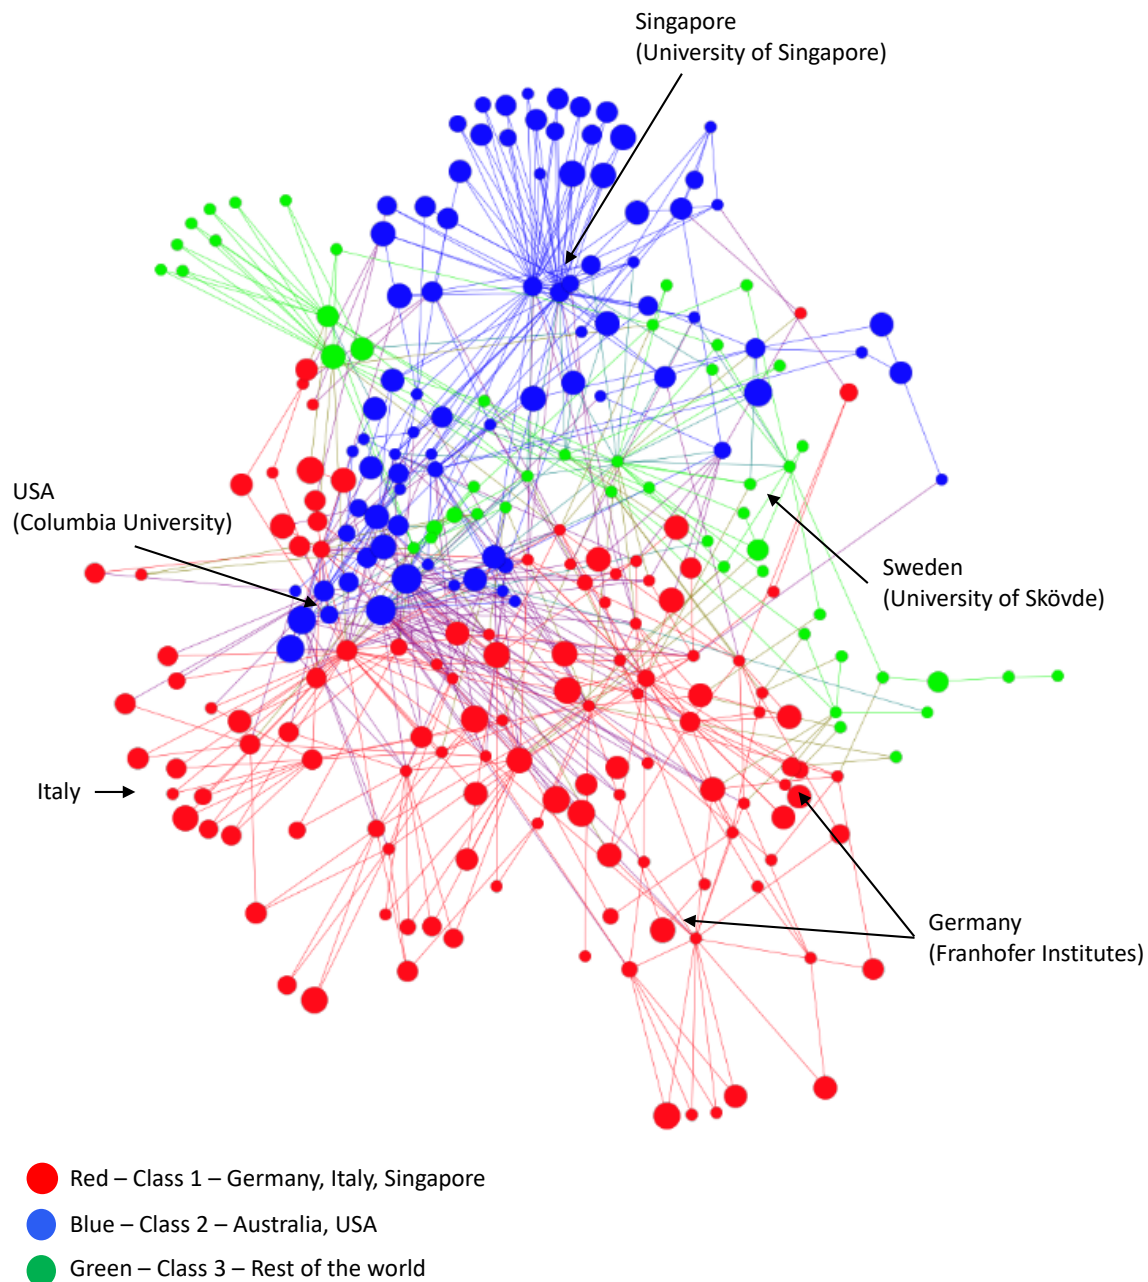 Singapore
(University of Singapore)
USA
(Columbia University)
Sweden
(University of Skövde)
Italy
Germany
(Franhofer Institutes)
Red – Class 1 – Germany, Italy, Singapore
Blue – Class 2 – Australia, USA
Green – Class 3 – Rest of the world